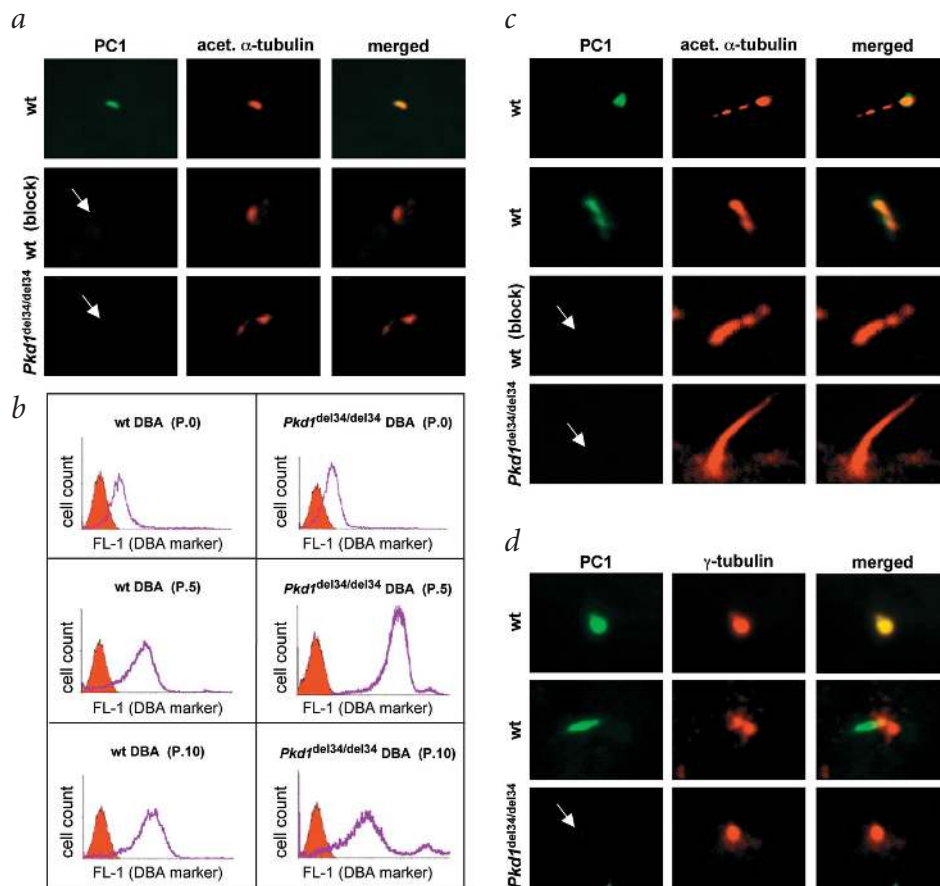 a
PC1 acet. α-tubulin merged
wt
wt (block)
Pkd1del34/del34
b
wt DBA (P.0)
cell count
FL-1 (DBA marker)
Pkd1del34/del34 DBA (P.0)
cell count
FL-1 (DBA marker)
wt DBA (P.5)
cell count
FL-1 (DBA marker)
Pkd1del34/del34 DBA (P.5)
cell count
FL-1 (DBA marker)
wt DBA (P.10)
cell count
FL-1 (DBA marker)
Pkd1del34/del34 DBA (P.10)
cell count
FL-1 (DBA marker)
c
PC1 acet. α-tubulin merged
wt
wt
wt (block)
Pkd1del34/del34
d
PC1 γ-tubulin merged
wt
wt
Pkd1del34/del34